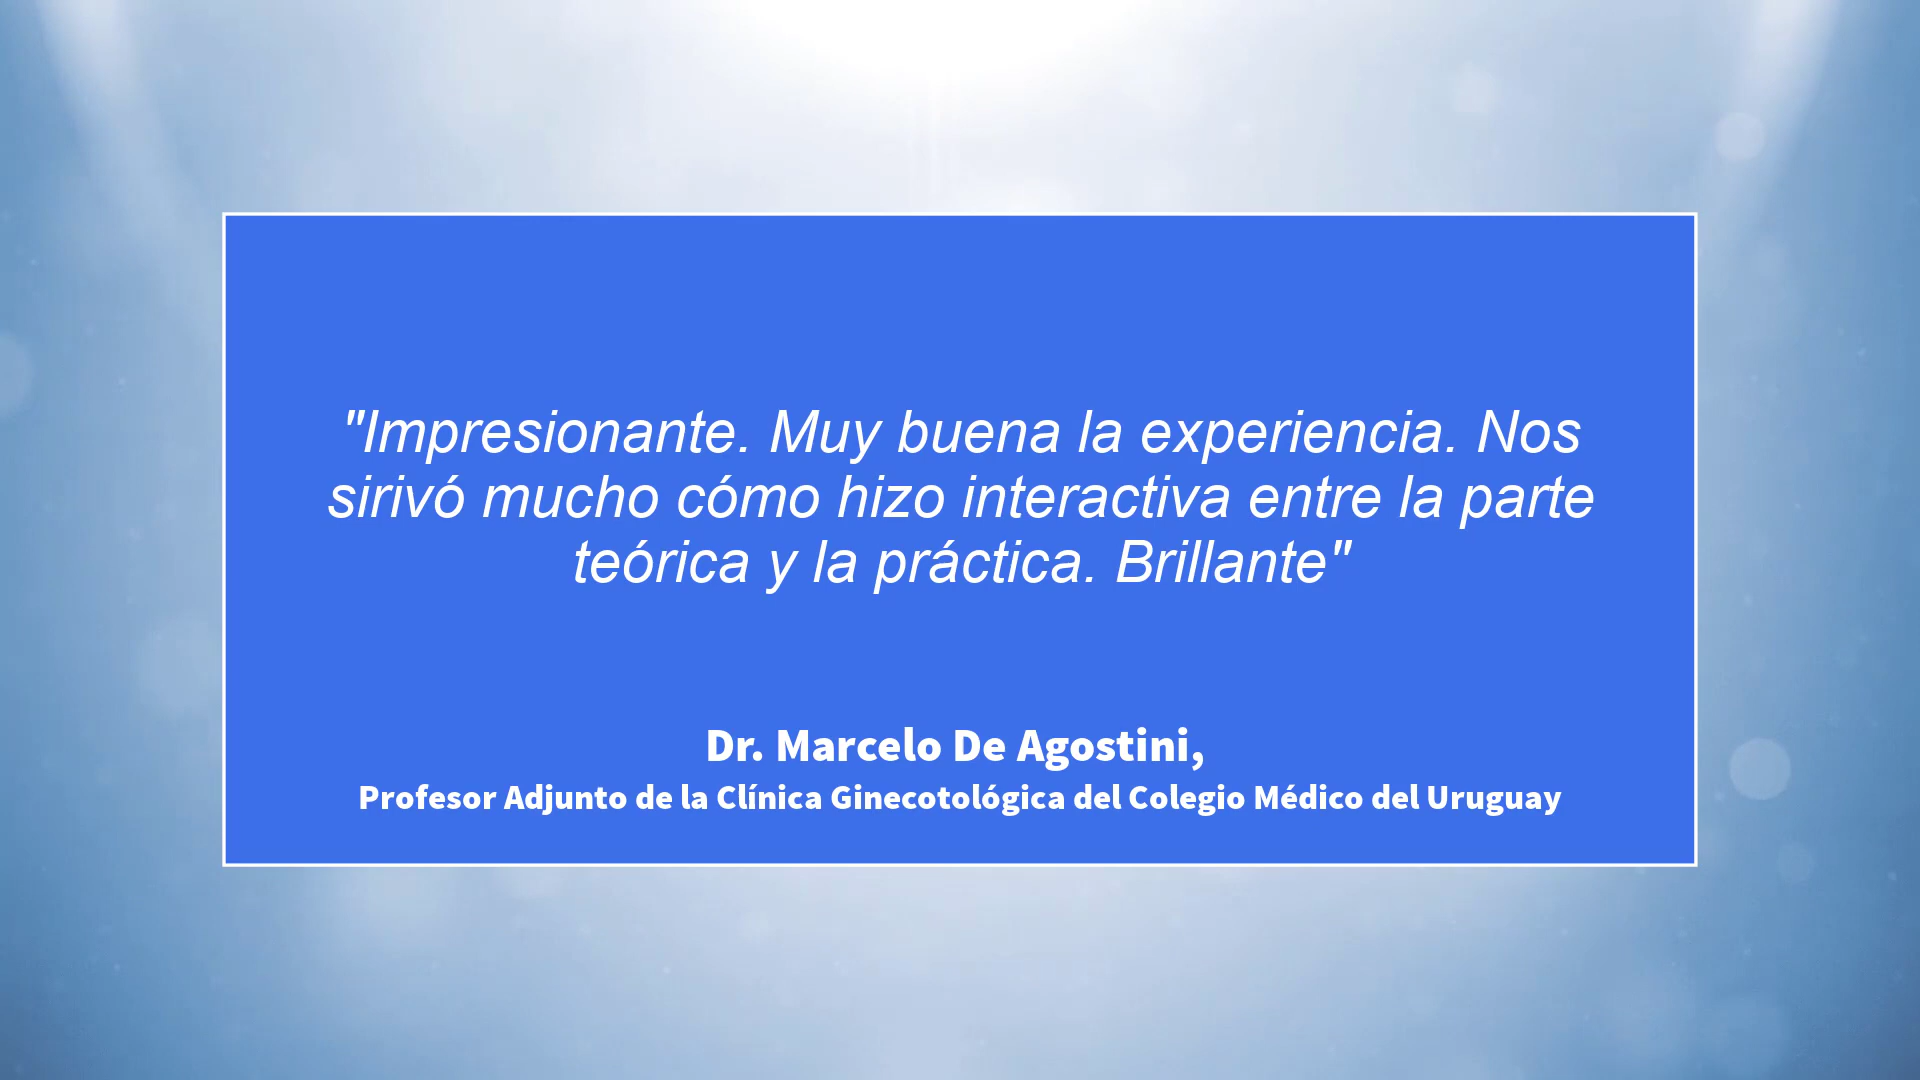 "Impresionante. Muy buena la experiencia. Nos
sirivó mucho cómo hizo interactiva entre la parte
teórica y la práctica. Brillante"
Dr. Marcelo De Agostini,
Profesor Adjunto de la Clínica Ginecotológica del Colegio Médico del Uruguay